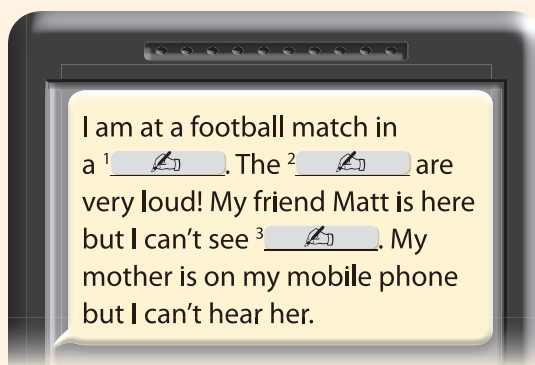 I am at a football match in
a 1 . The 2 are
very loud! My friend Matt is here
but I can't see 3 . My
mother is on my mobile phone
but I can't hear her.